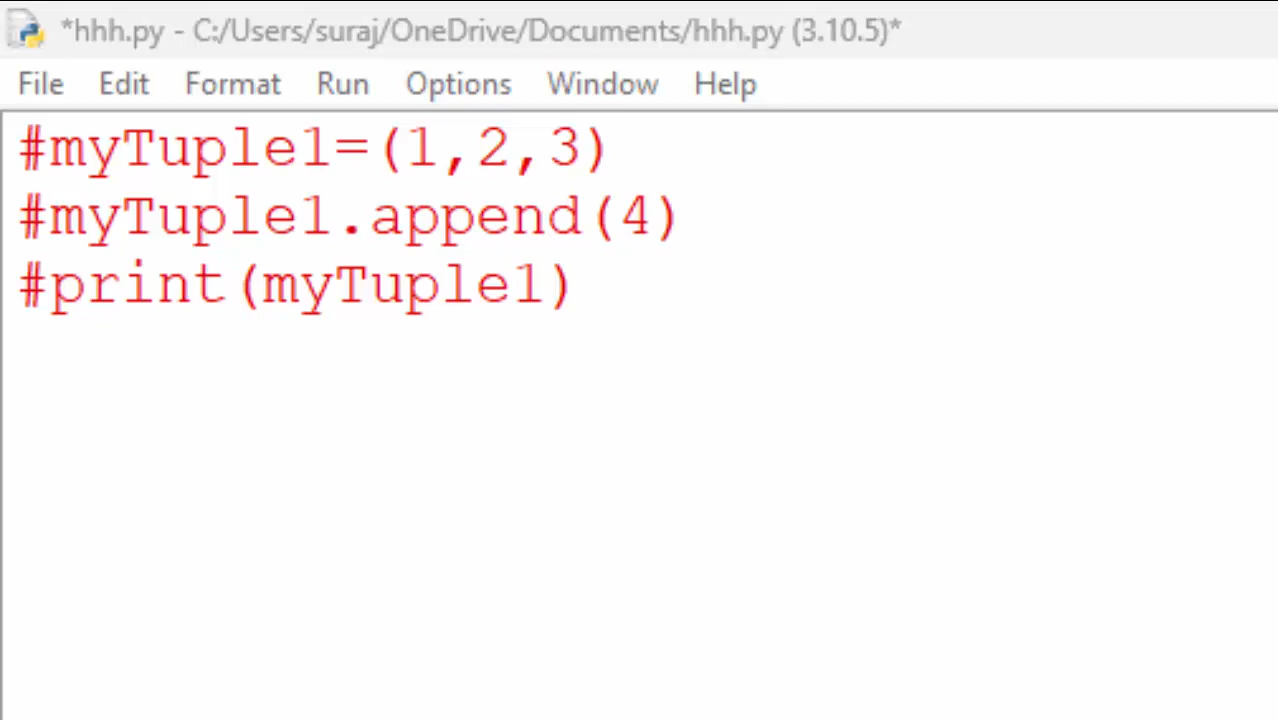 *hhh.py - C:/Users/suraj/OneDrive/Documents/hhh.py (3.10.5)*
File Edit Format Run Options Window Help
#myTuple1=(1,2,3)
#myTuple1.append(4)
#print(myTuple1)